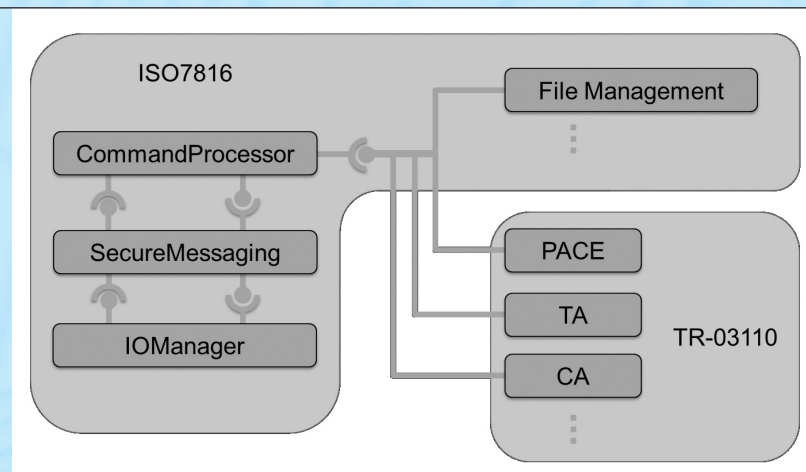 ISO7816
File Management
CommandProcessor
SecureMessaging
PACE
TA
TR-03110
IOManager
CA